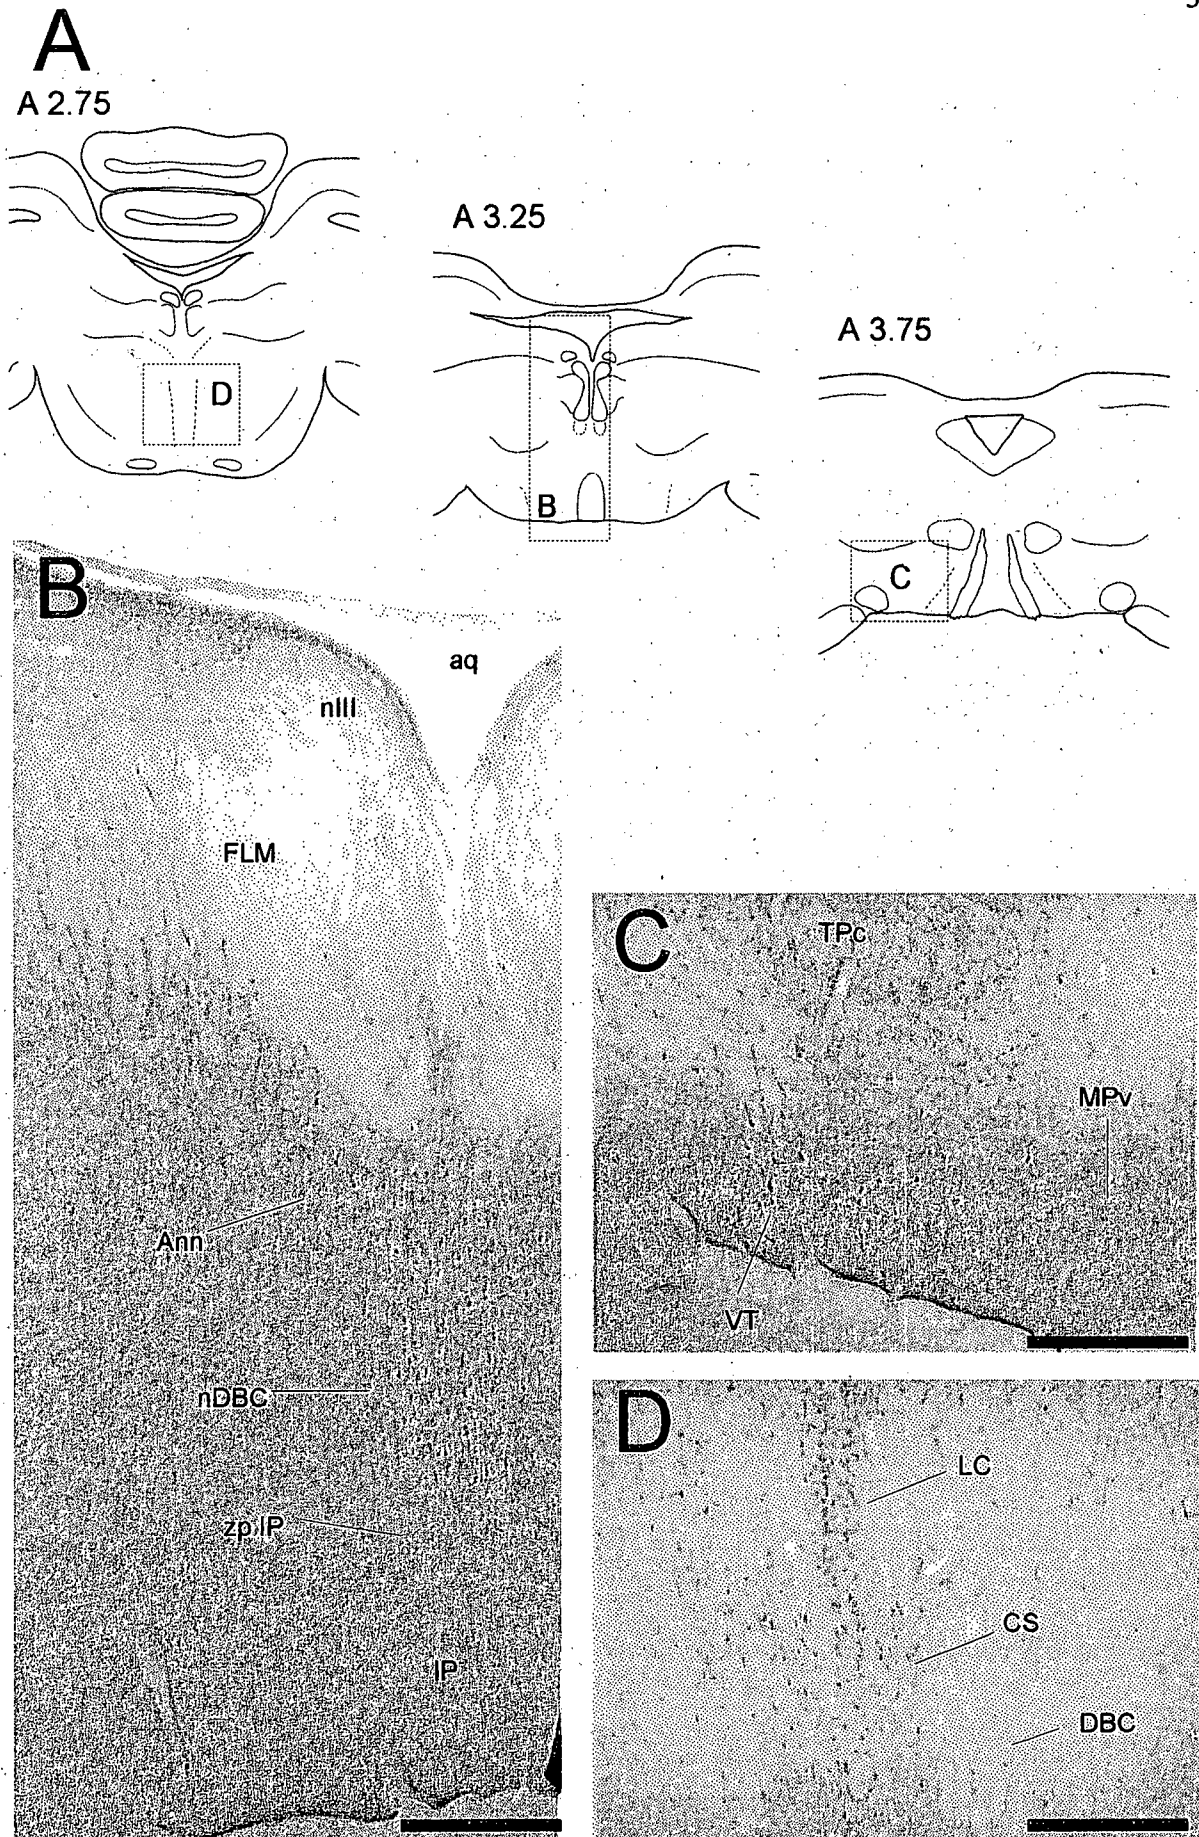 A
A 2.75
A 3.25
A 3.75
D
B
C
B
aq
nIII
FLM
Ann
nDBC
zp IP
IP
C
TPc
MPv
VT
D
LC
CS
DBC